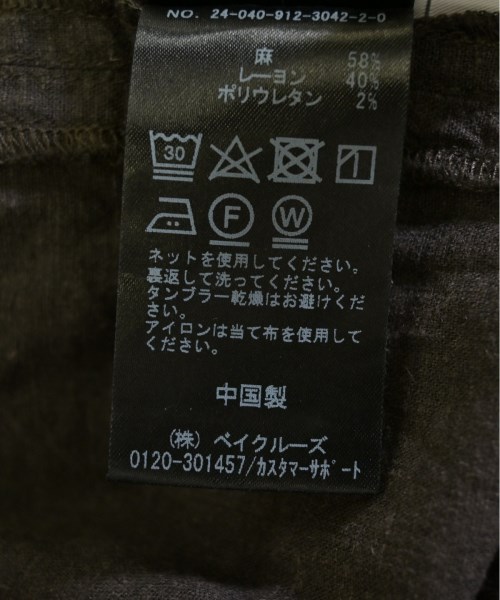 NO. 24-040-912-3042-2-0
麻 58%
レーヨン 40%
ポリウレタン 2%
30
F W
ネットを使用してください。
裏返して洗ってください。
タンブラー乾燥はお避けくだ
さい。
アイロンは当て布を使用して
ください。
中国製
(株) ベイクルーズ
0120-301457/カスタマーサポート